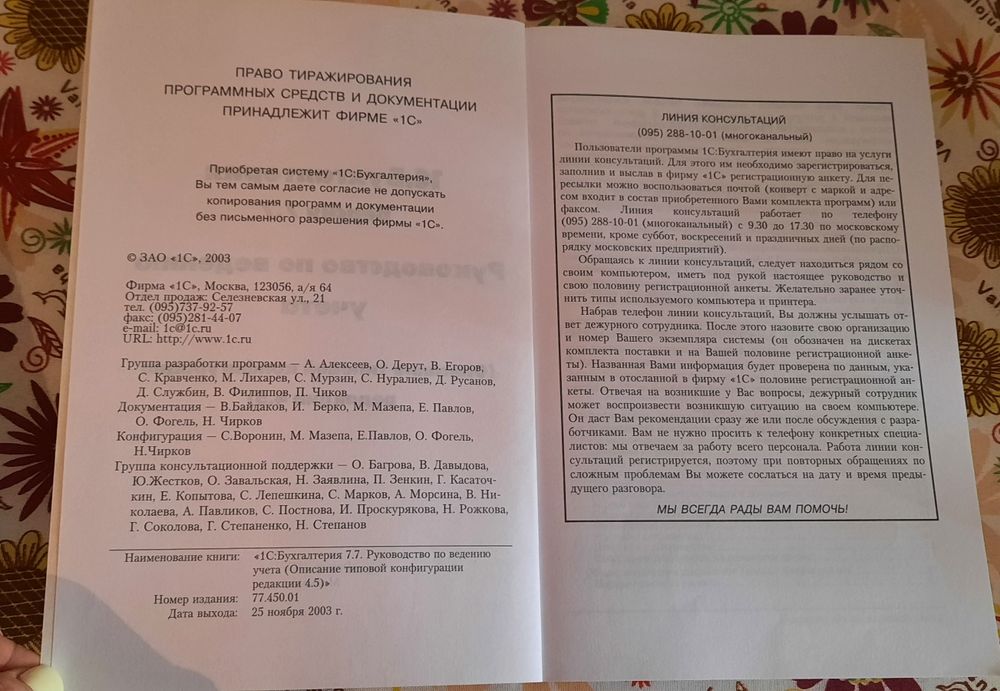 ПРАВО ТИРАЖИРОВАНИЯ
ПРОГРАММНЫХ СРЕДСТВ И ДОКУМЕНТАЦИИ
ПРИНАДЛЕЖИТ ФИРМЕ «1С»
Приобретая систему «1С:Бухгалтерия»,
Вы тем самым даете согласие не допускать
копирования программ и документации
без письменного разрешения фирмы «1С».
© ЗАО «1С», 2003
Фирма «1С», Москва, 123056, а/я 64
Отдел продаж: Селезневская ул., 21
тел. (095)737-92-57
факс: (095)281-44-07
e-mail: 1c@1c.ru
URL: http://www.1c.ru
Группа разработки программ — А. Алексеев, О. Дерут, В. Егоров,
С. Кравченко, М. Лихарев, С. Мурзин, С. Нуралиев, Д. Русанов,
Д. Службин, В. Филиппов, П. Чиков
Документация — В.Байдаков, И. Берко, М. Мазепа, Е. Павлов,
О. Фогель, Н. Чирков
Конфигурация — С.Воронин, М. Мазепа, Е.Павлов, О. Фогель,
Н.Чирков
Группа консультационной поддержки — О. Багрова, В. Давыдова,
Ю.Жестков, О. Завальская, Н. Заявлина, П. Зенкин, Г. Касаточ-
кин, Е. Копытова, С. Лепешкина, С. Марков, А. Морсина, В. Ни-
колаева, А. Павликов, С. Постнова, И. Проскурякова, Н. Рожкова,
Г. Соколова, Г. Степаненко, Н. Степанов
Наименование книги: «1С:Бухгалтерия 7.7. Руководство по ведению
учета (Описание типовой конфигурации
редакции 4.5)»
Номер издания: 77.450.01
Дата выхода: 25 ноября 2003 г.
ЛИНИЯ КОНСУЛЬТАЦИЙ
(095) 288-10-01 (многоканальный)
Пользователи программы 1С:Бухгалтерия имеют право на услуги
линии консультаций. Для этого им необходимо зарегистрироваться,
заполнив и выслав в фирму «1С» регистрационную анкету. Для пе-
ресылки можно воспользоваться почтой (конверт с маркой и адре-
сом входит в состав приобретенного Вами комплекта программ) или
факсом. Линия консультаций работает по телефону
(095) 288-10-01 (многоканальный) с 9.30 до 17.30 по московскому
времени, кроме суббот, воскресений и праздничных дней (по распо-
рядку московских предприятий).
Обращаясь к линии консультаций, следует находиться рядом со
своим компьютером, иметь под рукой настоящее руководство и
свою половину регистрационной анкеты. Желательно заранее уточ-
нить типы используемого компьютера и принтера.
Набрав телефон линии консультаций, Вы должны услышать от-
вет дежурного сотрудника. После этого назовите свою организацию
и номер Вашего экземпляра системы (он обозначен на дискетах
комплекта поставки и на Вашей половине регистрационной анке-
ты). Названная Вами информация будет проверена по данным, ука-
занным в отосланной в фирму «1С» половине регистрационной ан-
кеты. Отвечая на возникшие у Вас вопросы, дежурный сотрудник
может воспроизвести возникшую ситуацию на своем компьютере.
Он даст Вам рекомендации сразу же или после обсуждения с разра-
ботчиками. Вам не нужно просить к телефону конкретных специа-
листов: мы отвечаем за работу всего персонала. Работа линии кон-
сультаций регистрируется, поэтому при повторных обращениях по
сложным проблемам Вы можете сослаться на дату и время преды-
дущего разговора.
МЫ ВСЕГДА РАДЫ ВАМ ПОМОЧЬ!